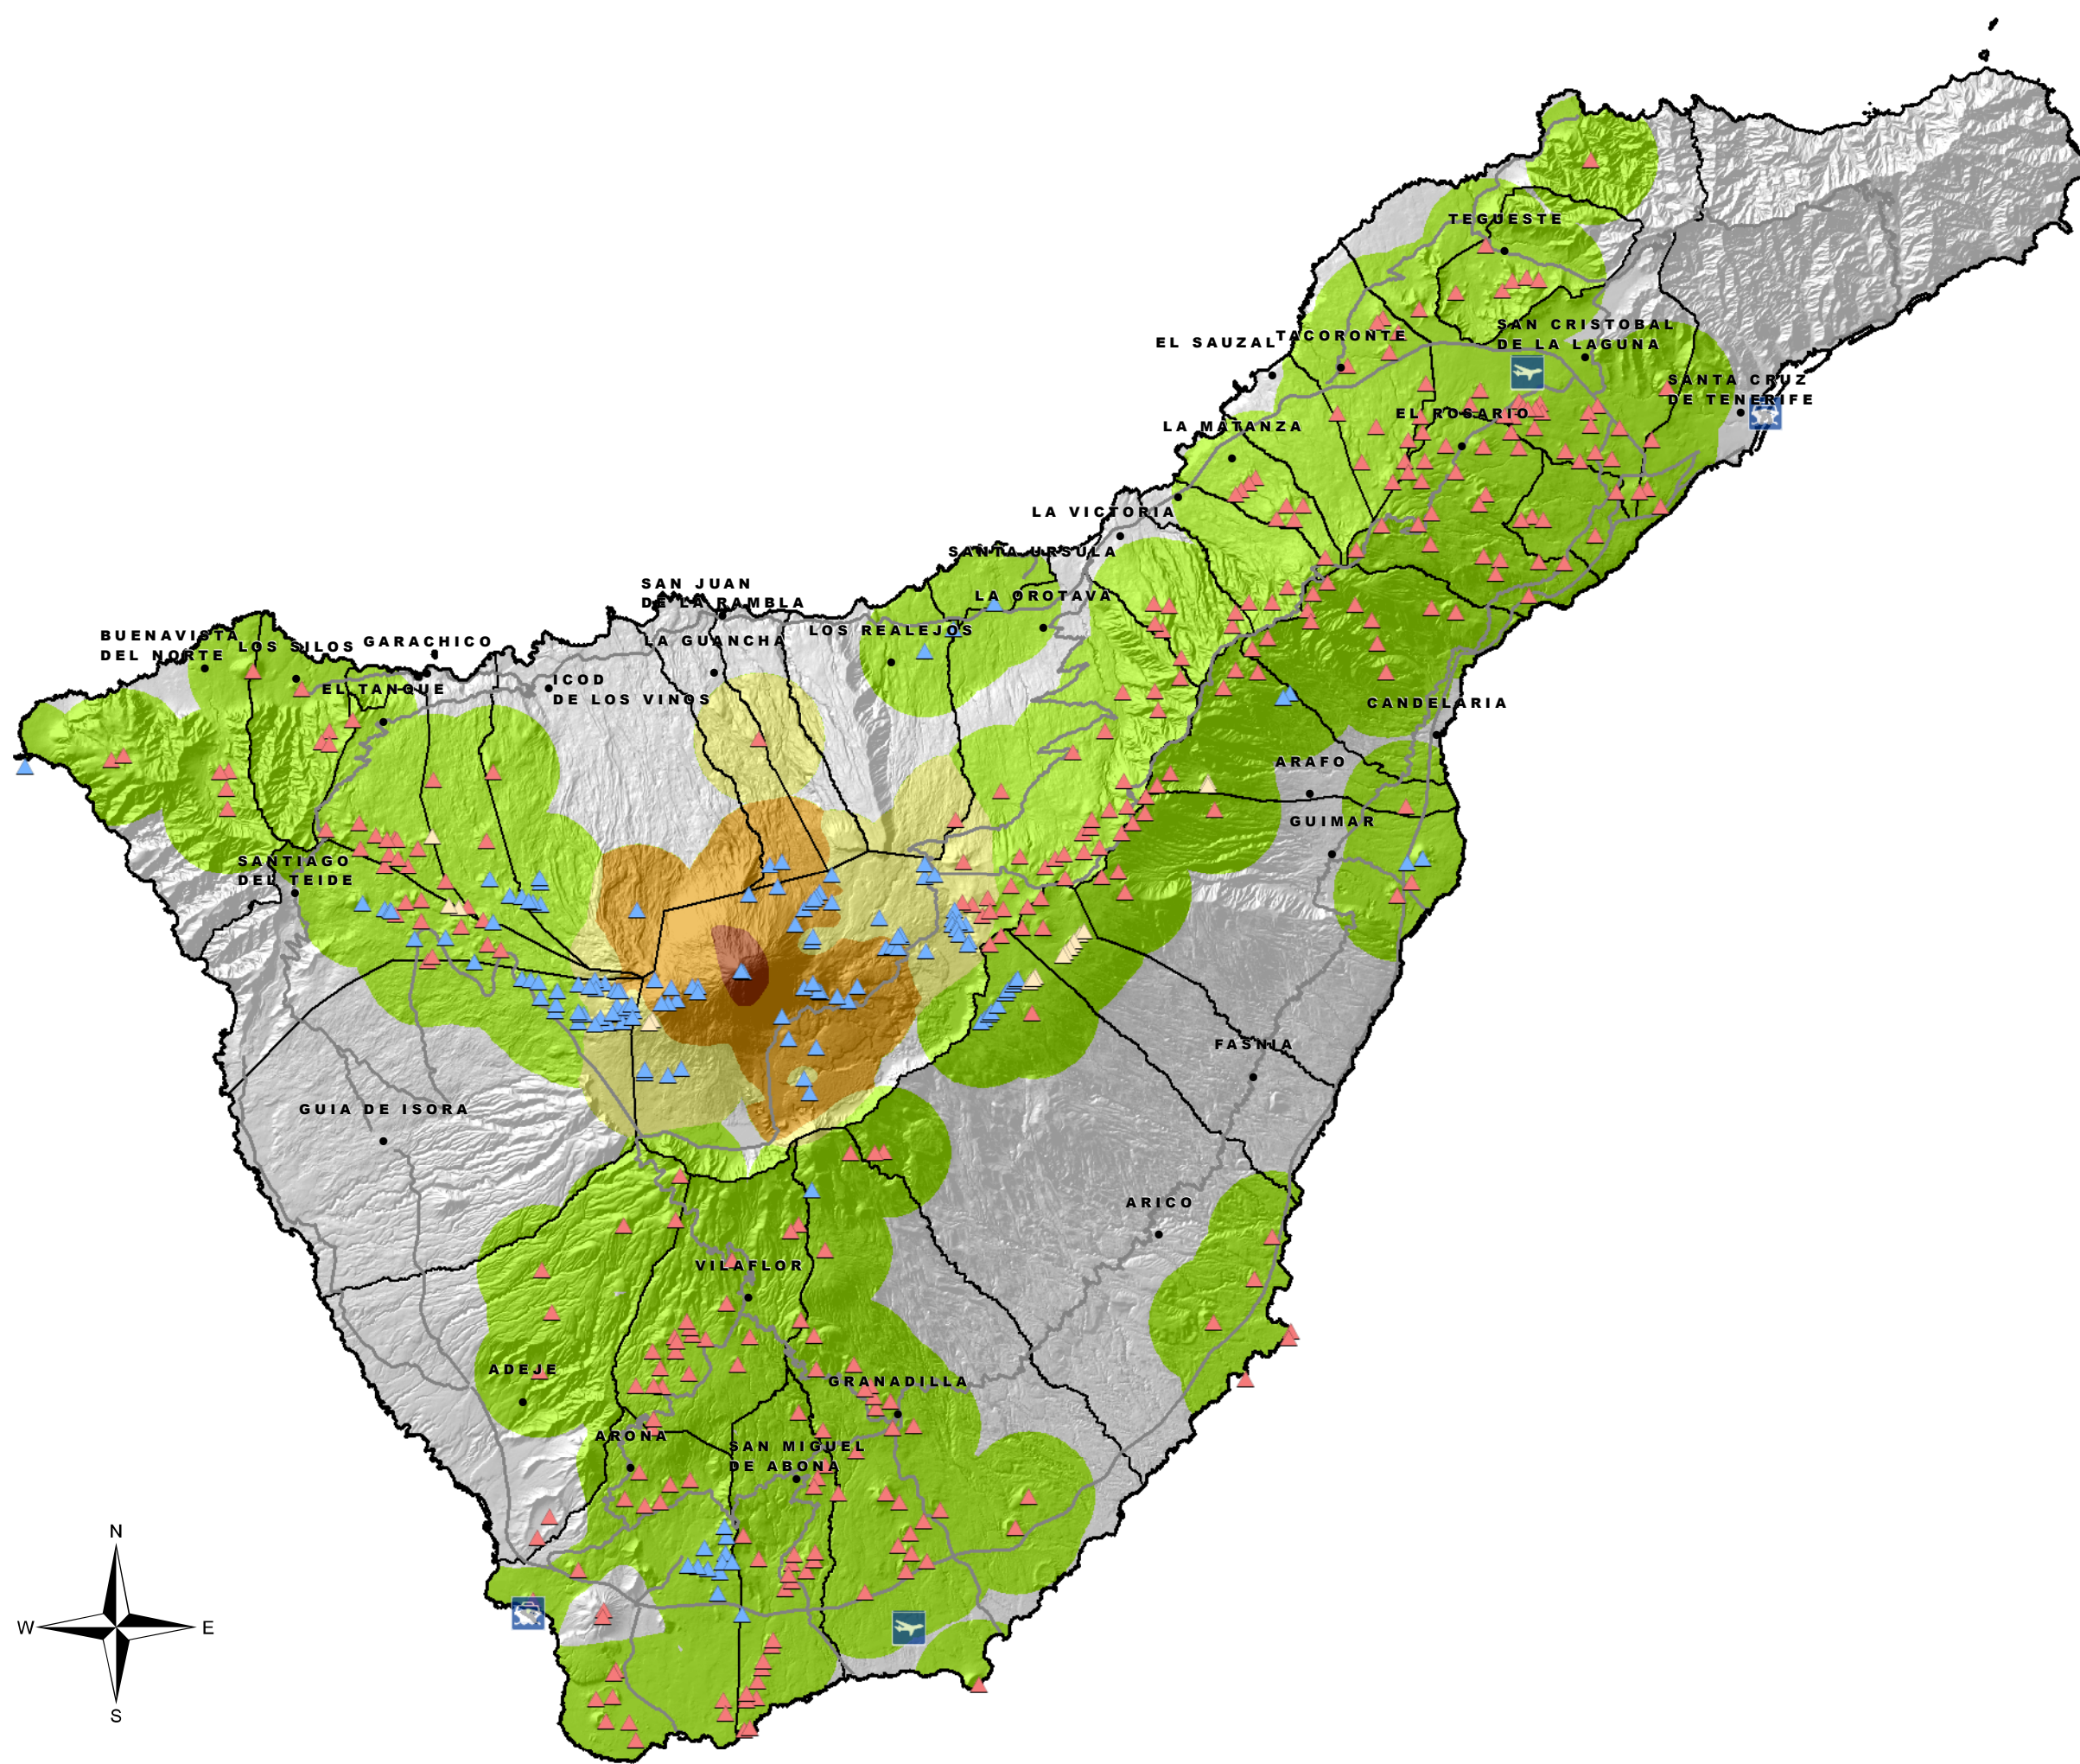 TEGUESTE
SAN CRISTOBAL
DE LA LAGUNA
EL SAUZAL
TACORONTE
SANTA CRUZ
DE TENERIFE
EL ROSARIO
LA MATANZA
LA VICTORIA
SANTA URSULA
SAN JUAN
DE LA RAMBLA
LA OROTAVA
BUENAVISTA
DEL NORTE
LOS SILOS
GARACHICO
LA GUANCHA
LOS REALEJOS
EL TANQUE
ICOD
DE LOS VINOS
CANDELARIA
ARAFO
GUIMAR
SANTIAGO
DEL TEIDE
FASNIA
GUIA DE ISORA
ARICO
VILAFLOR
ADEJE
GRANADILLA
ARONA
SAN MIGUEL
DE ABONA
N
W
E
S